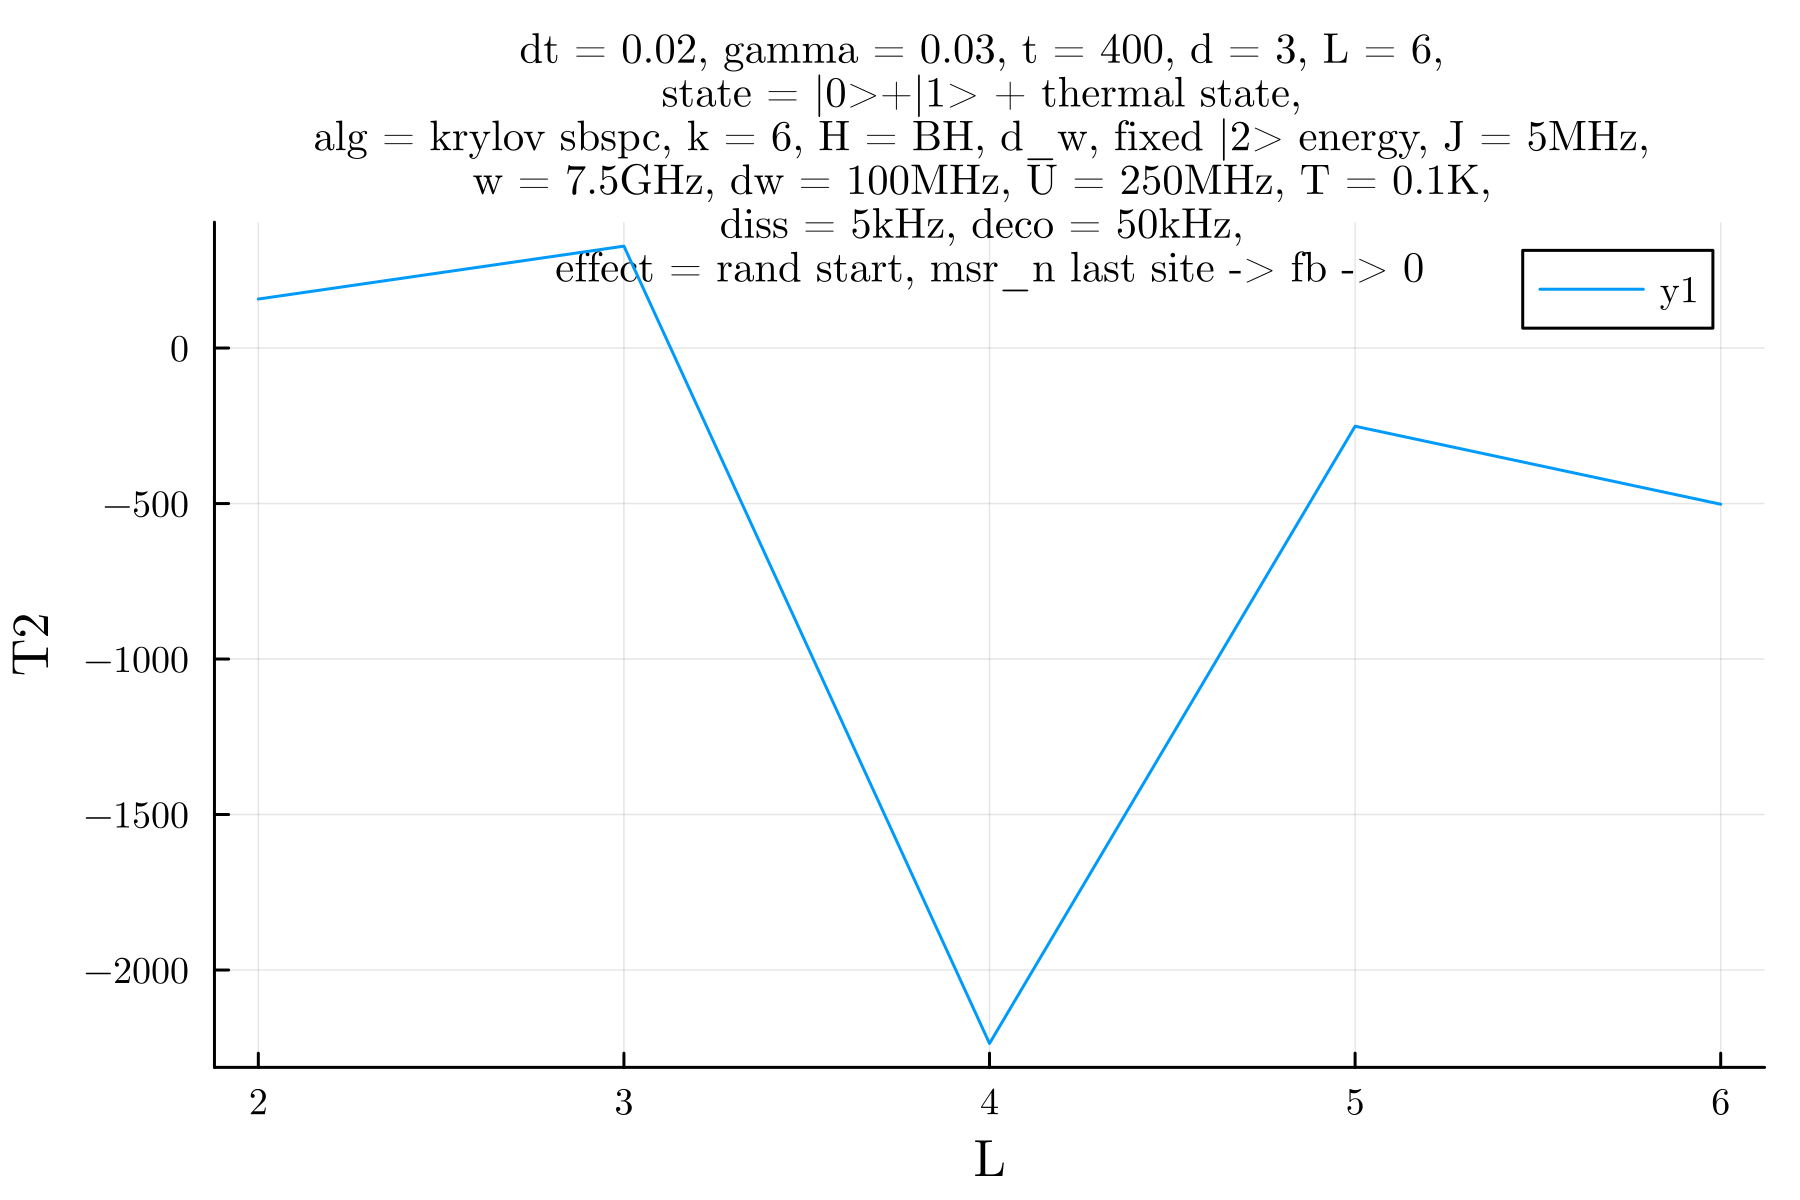 dt = 0.02, gamma = 0.03, t = 400, d = 3, L = 6,
state = |0>+|1> + thermal state,
alg = krylov sbspc, k = 6, H = BH, d_w, fixed |2> energy, J = 5MHz,
w = 7.5GHz, dw = 100MHz, U = 250MHz, T = 0.1K,
diss = 5kHz, deco = 50kHz,
effect = rand start, msr_n last site -> fb -> 0
y1
0
−500
−1000
−1500
−2000
T2
2 3 4 5 6
L